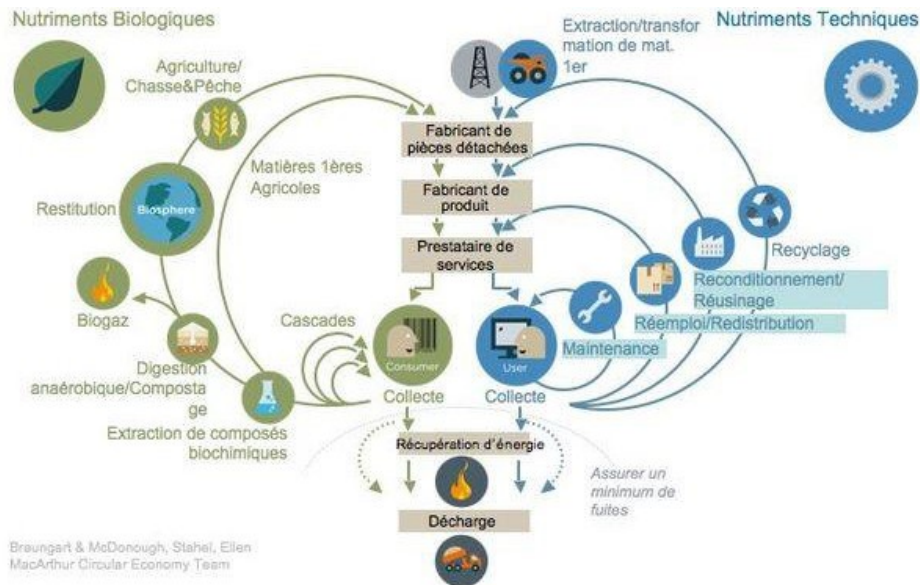 Nutriments Biologiques
Extraction/transfor
mation de mat.
1er
Nutriments Techniques
Agriculture/
Chasse&Pêche
Fabricant de
pièces détachées
Matières 1ères
Agricoles
Fabricant de
produit
Restitution
Biosphere
Prestataire de
services
Recyclage
Reconditionnement/
Réusinage
Biogaz
Cascades
Réemploi/Redistribution
Maintenance
Consumer
User
Digestion
anaérobique/Composta
ge
Collecte
Collecte
Extraction de composés
biochimiques
Récupération d'énergie
Assurer un
minimum de
fuites
Décharge
Braungart & McDonough, Stahel, Ellen
MacArthur Circular Economy Team